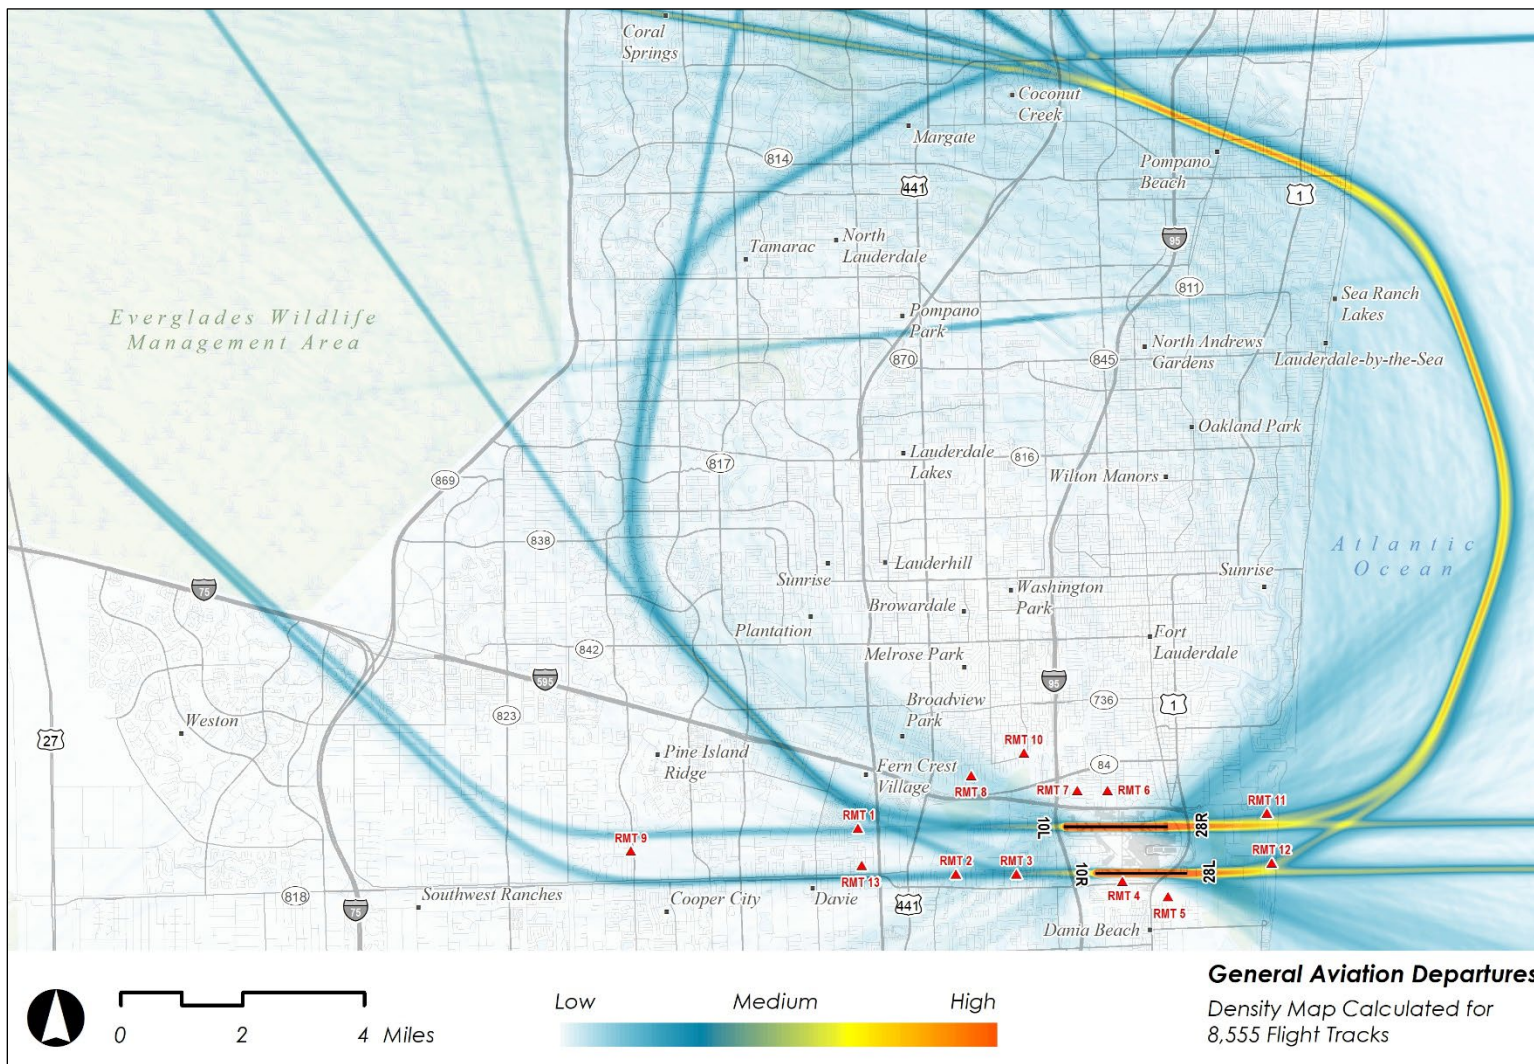 Coral
Springs
Coconut
Creek
Margate
814
441
Pompano
Beach
1
95
North
Lauderdale
Tamarac
811
Sea Ranch
Lakes
Everglades Wildlife
Management Area
Pompano
Park
870
845
North Andrews
Gardens
Lauderdale-by-the-Sea
Oakland Park
817
Lauderdale
Lakes
816
869
Wilton Manors
838
Atlantic
Ocean
Sunrise
Lauderhill
Sunrise
75
Washington
Park
Browardale
Plantation
Fort
Lauderdale
842
Melrose Park
595
95
Broadview
Park
736
823
1
Weston
27
Pine Island
Ridge
RMT 10
Fern Crest
Village
84
RMT 8
RMT 7
RMT 6
RMT 11
RMT 1
10L
28R
RMT 9
RMT 2
RMT 3
RMT 12
RMT 13
10R
28L
RMT 4
818
Southwest Ranches
Cooper City
Davie
441
75
RMT 5
Dania Beach
General Aviation Departures
Density Map Calculated for
8,555 Flight Tracks
Low Medium High
0 2 4 Miles